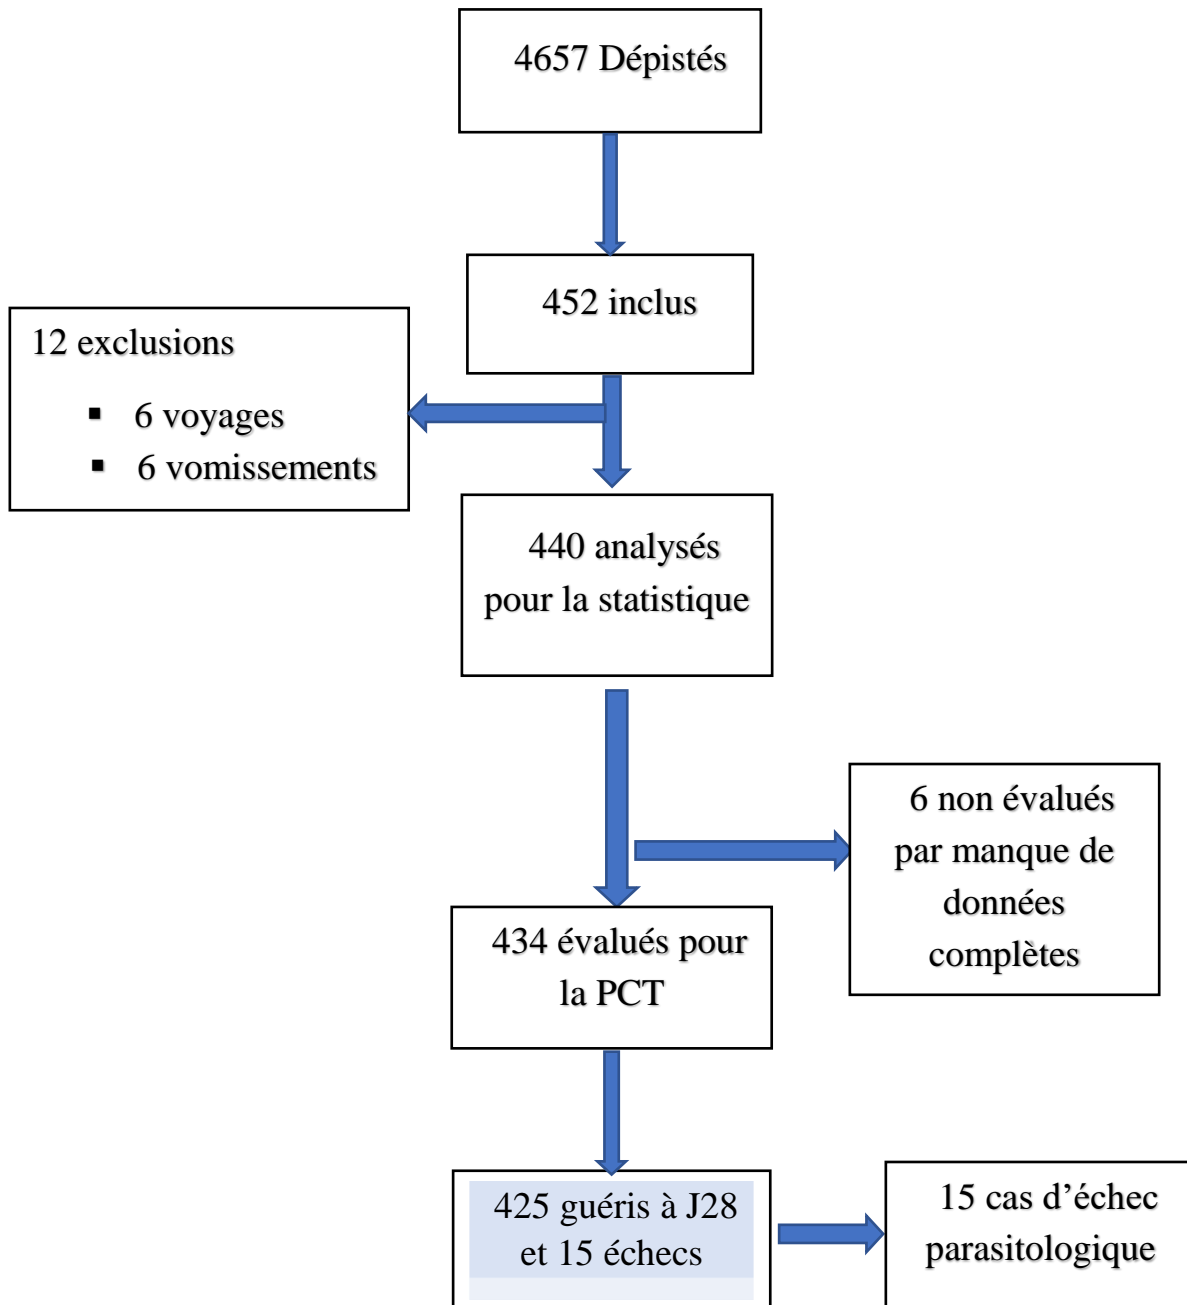 4657 Dépistés
452 inclus
12 exclusions
▪ 6 voyages
▪ 6 vomissements
440 analysés
pour la statistique
6 non évalués
par manque de
données
complètes
434 évalués pour
la PCT
425 guéris à J28
et 15 échecs
15 cas d’échec
parasitologique